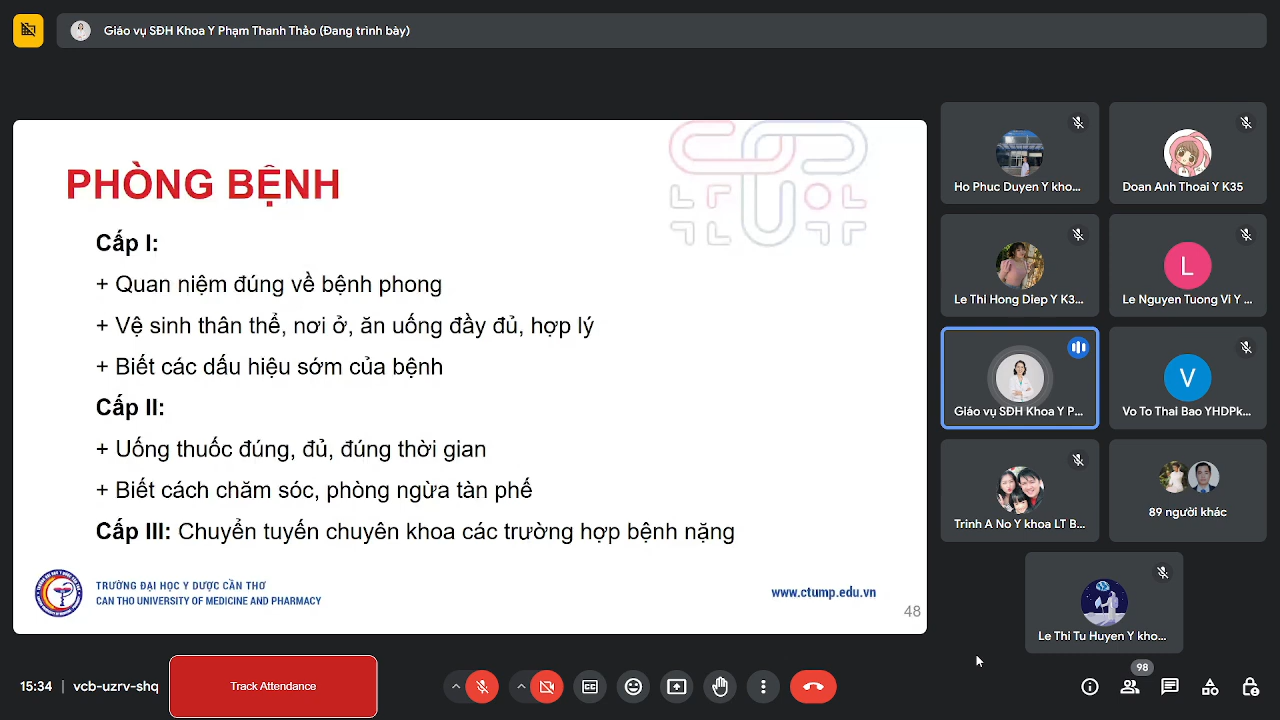 Giáo vụ SĐH Khoa Y Phạm Thanh Thảo (Đang trình bày)
PHÒNG BỆNH
Cấp I:
+ Quan niệm đúng về bệnh phong
+ Vệ sinh thân thể, nơi ở, ăn uống đầy đủ, hợp lý
+ Biết các dấu hiệu sớm của bệnh
Cấp II:
+ Uống thuốc đúng, đủ, đúng thời gian
+ Biết cách chăm sóc, phòng ngừa tàn phế
Cấp III: Chuyển tuyến chuyên khoa các trường hợp bệnh nặng
TRƯỜNG ĐẠI HỌC Y DƯỢC CẦN THƠ
CAN THO UNIVERSITY OF MEDICINE AND PHARMACY
www.ctump.edu.vn
48
Ho Phuc Duyen Y kho...
Doan Anh Thoai Y K35
Le Thi Hong Diep Y K3...
L
Le Nguyen Tuong Vi Y ...
Giáo vụ SĐH Khoa Y P...
V
Vo To Thai Bao YHDPk...
Trinh A No Y khoa LT B...
89 người khác
Le Thi Tu Huyen Y kho...
15:34 | vcb-uzrv-shq
Track Attendance
98